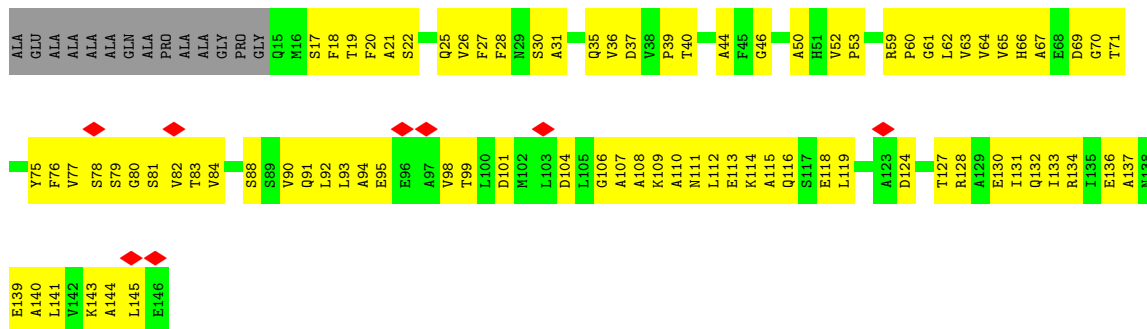 ALA GLU ALA ALA ALA ALA GLN ALA PRO ALA ALA GLY PRO GLY Q15 M16 S17 F18 T19 F20 A21 S22 Q25 V26 F27 F28 N29 S30 A31 Q35 V36 D37 V38 P39 T40 A44 F45 G46 A50 H51 V52 P53 R59 P60 G61 L62 V63 V64 V65 H66 A67 E68 D69 G70 T71
Y75 F76 V77 S78 S79 G80 S81 V82 T83 V84 S88 S89 V90 Q91 L92 L93 A94 E95 E96 A97 V98 T99 L100 D101 M102 L103 D104 L105 G106 A107 A108 K109 A110 N111 L112 E113 K114 A115 Q116 S117 E118 L119 A123 D124 T127 R128 A129 E130 I131 Q132 I133 R134 I135 E136 A137 N138
E139 A140 L141 V142 K143 A144 L145 E146